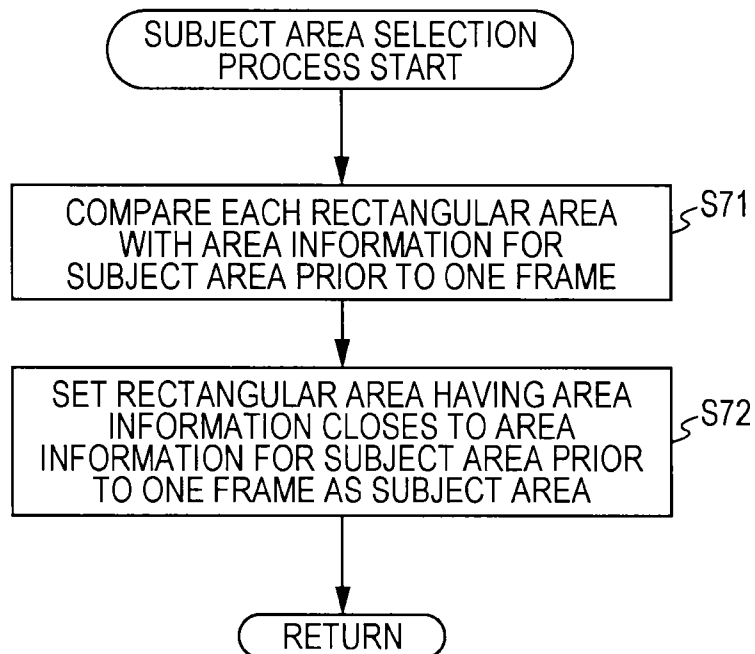 SUBJECT AREA SELECTION
PROCESS START
COMPARE EACH RECTANGULAR AREA
WITH AREA INFORMATION FOR
SUBJECT AREA PRIOR TO ONE FRAME
S71
SET RECTANGULAR AREA HAVING AREA
INFORMATION CLOSES TO AREA
INFORMATION FOR SUBJECT AREA PRIOR
TO ONE FRAME AS SUBJECT AREA
S72
RETURN